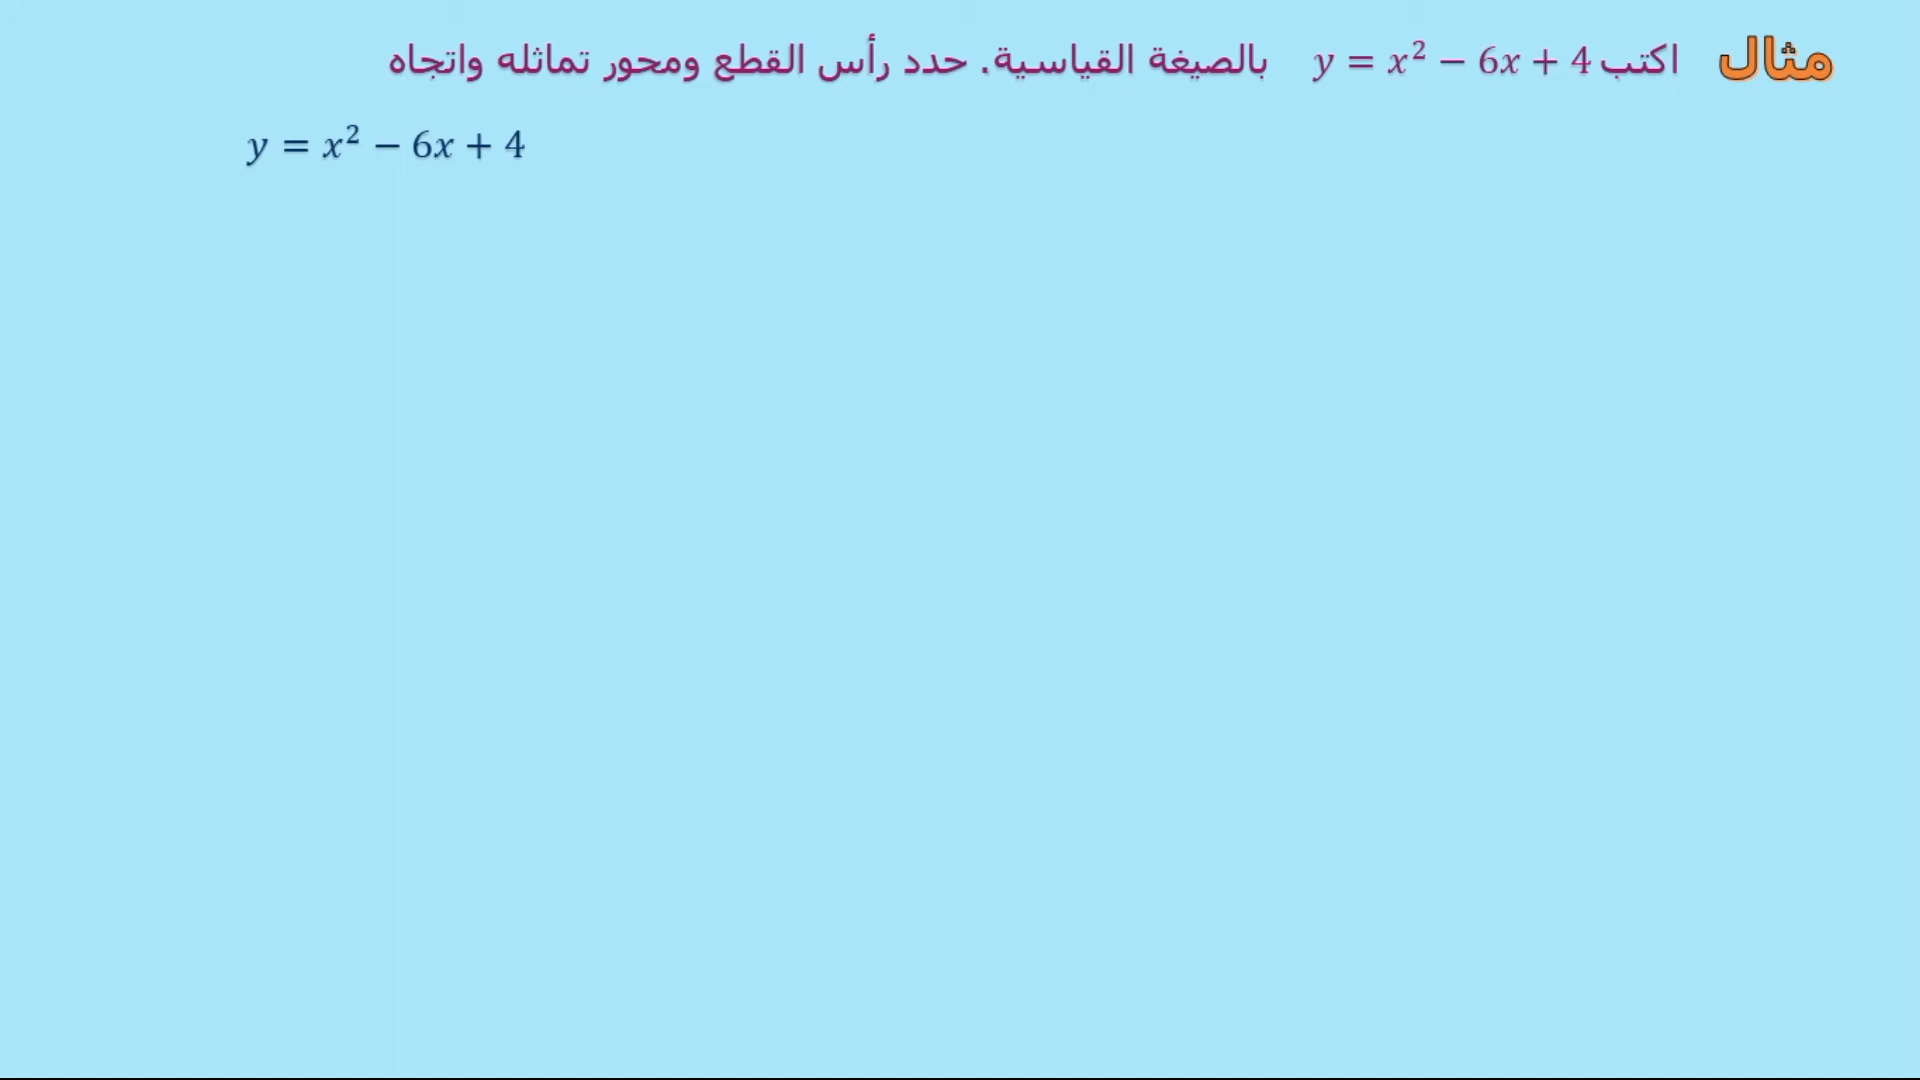 مثال اكتب y = x² − 6x + 4 بالصيغة القياسية. حدد رأس القطع ومحور تماثله واتجاه
y = x² − 6x + 4